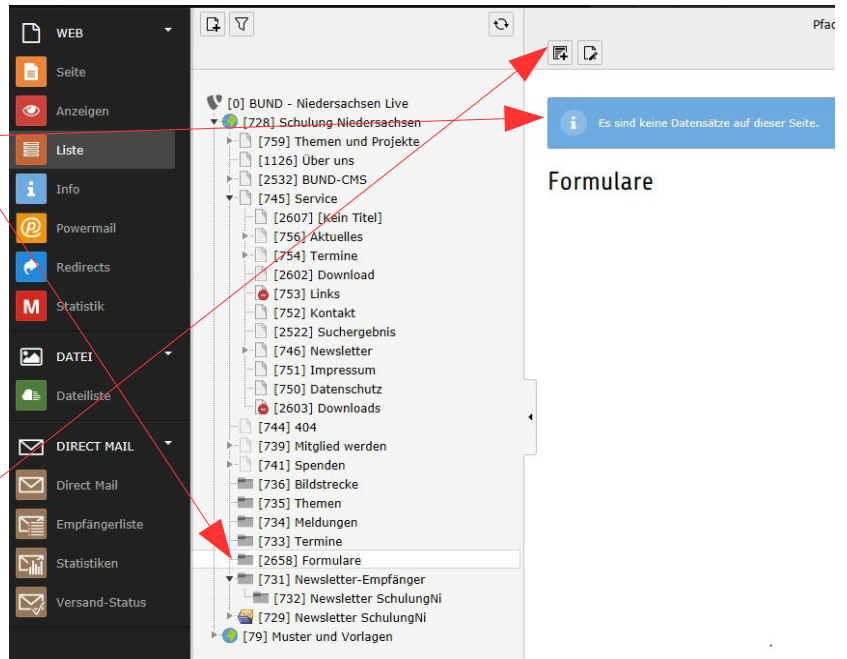 WEB
Seite
Anzeigen
Liste
Info
Powermail
Redirects
M Statistik
DATEI
Dateiliste
DIRECT MAIL
Direct Mail
Empfängerliste
Statistiken
Versand-Status
[0] BUND - Niedersachsen Live
[728] Schulung Niedersachsen
[759] Themen und Projekte
[1126] Über uns
[2532] BUND-CMS
[745] Service
[2607] [Kein Titel]
[756] Aktuelles
[754] Termine
[2602] Download
[753] Links
[752] Kontakt
[2522] Suchergebnis
[746] Newsletter
[751] Impressum
[750] Datenschutz
[2603] Downloads
[744] 404
[739] Mitglied werden
[741] Spenden
[736] Bildstrecke
[735] Themen
[734] Meldungen
[733] Termine
[2658] Formulare
[731] Newsletter-Empfänger
[732] Newsletter SchulungNi
[729] Newsletter SchulungNi
[79] Muster und Vorlagen
Pfad
Es sind keine Datensätze auf dieser Seite.
Formulare